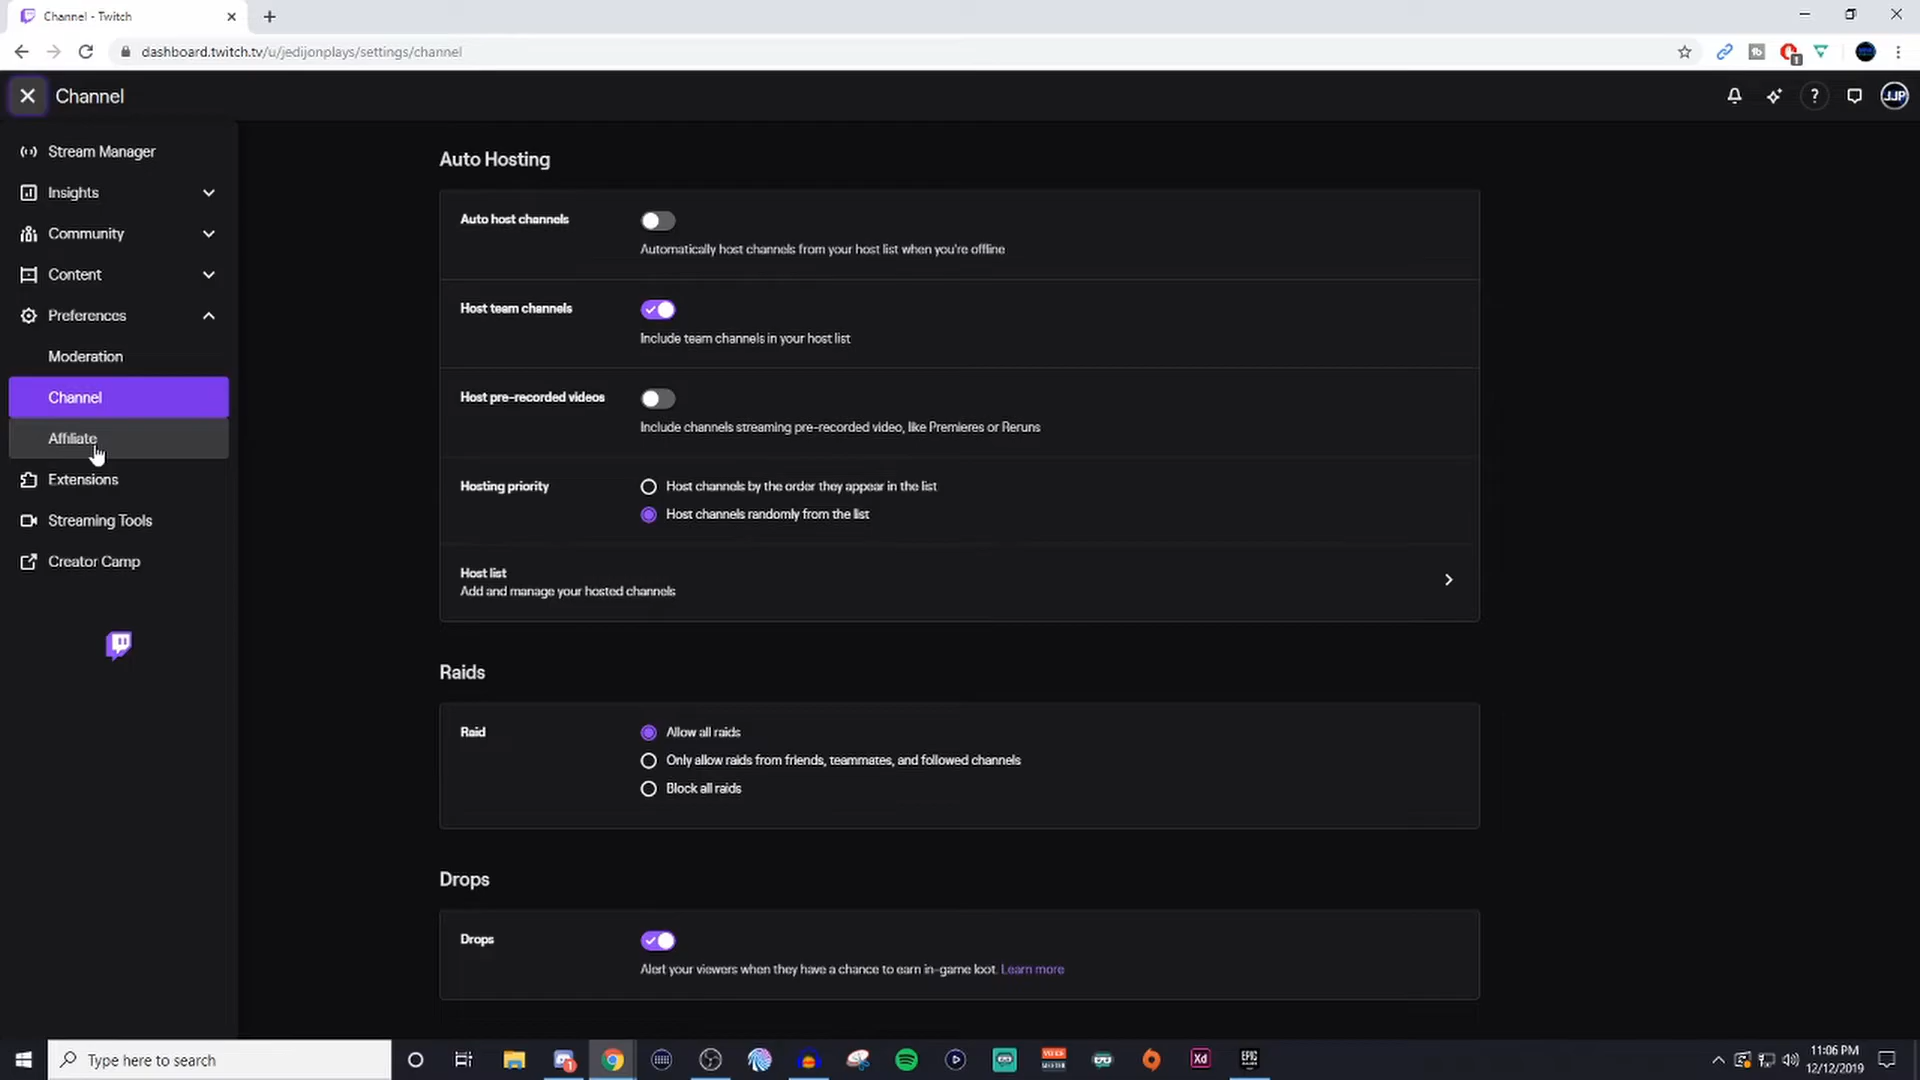 Channel - Twitch
dashboard.twitch.tv/u/jedijonplays/settings/channel
Channel
JJP
Stream Manager
Insights
Community
Content
Preferences
Moderation
Channel
Affiliate
Extensions
Streaming Tools
Creator Camp
Auto Hosting
Auto host channels
Automatically host channels from your host list when you're offline
Host team channels
Include team channels in your host list
Host pre-recorded videos
Include channels streaming pre-recorded video, like Premieres or Reruns
Hosting priority
Host channels by the order they appear in the list
Host channels randomly from the list
Host list
Add and manage your hosted channels
Raids
Raid
Allow all raids
Only allow raids from friends, teammates, and followed channels
Block all raids
Drops
Drops
Alert your viewers when they have a chance to earn in-game loot. Learn more
Type here to search
Xd
EPIC
11:06 PM
12/12/2019